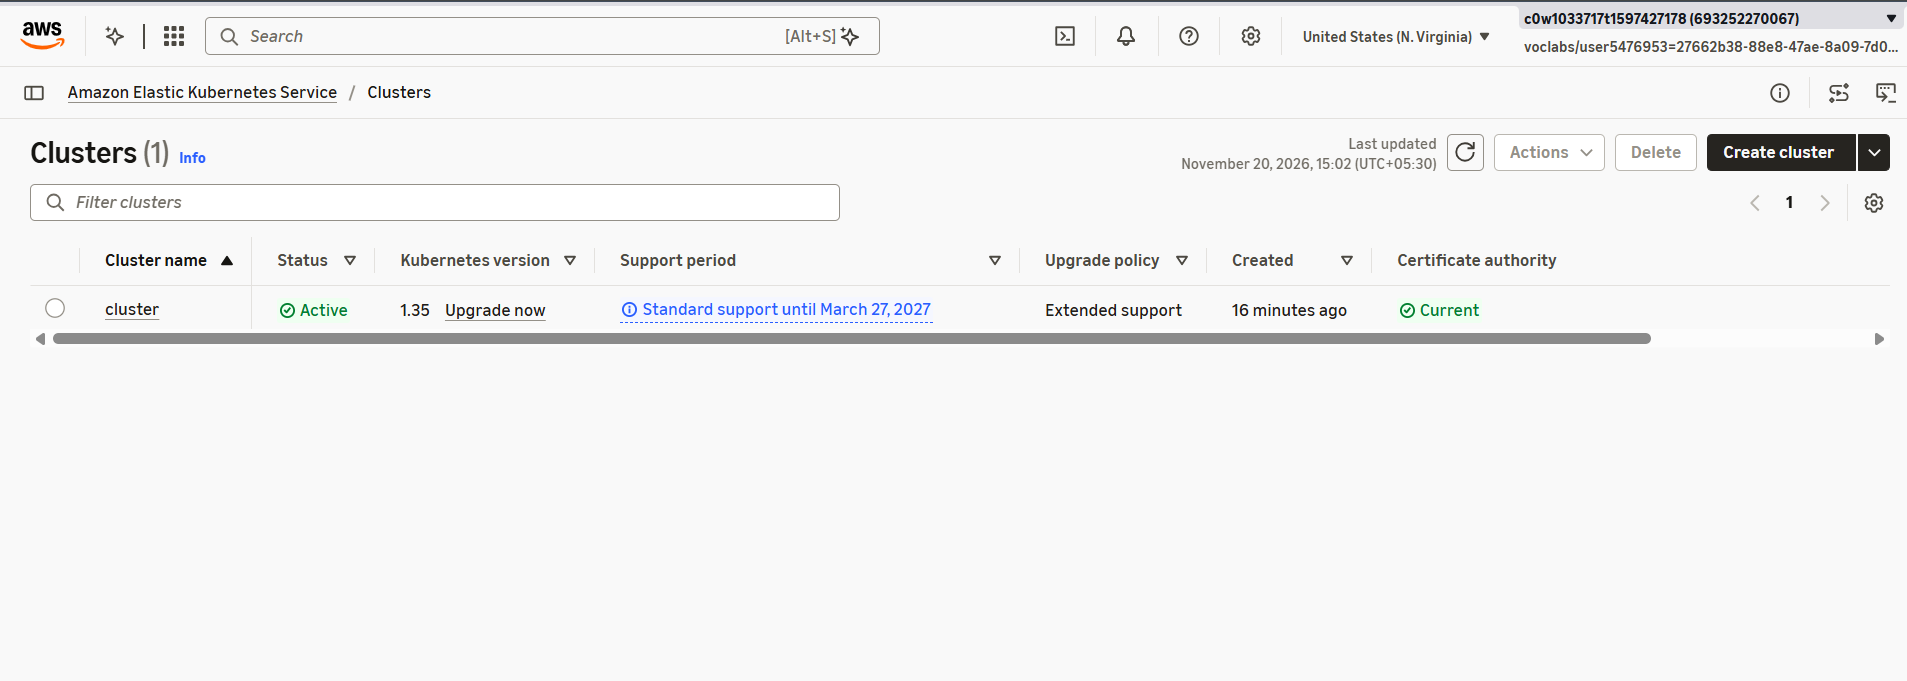 aws
Search [Alt+S]
United States (N. Virginia)
c0w1033717t1597427178 (693252270067)
voclabs/user5476953=27662b38-88e8-47ae-8a09-7d0...
Amazon Elastic Kubernetes Service / Clusters
Clusters (1) Info
Last updated
November 20, 2026, 15:02 (UTC+05:30)
Actions
Delete
Create cluster
Filter clusters
1
Cluster name Status Kubernetes version Support period Upgrade policy Created Certificate authority
cluster Active 1.35 Upgrade now Standard support until March 27, 2027 Extended support 16 minutes ago Current